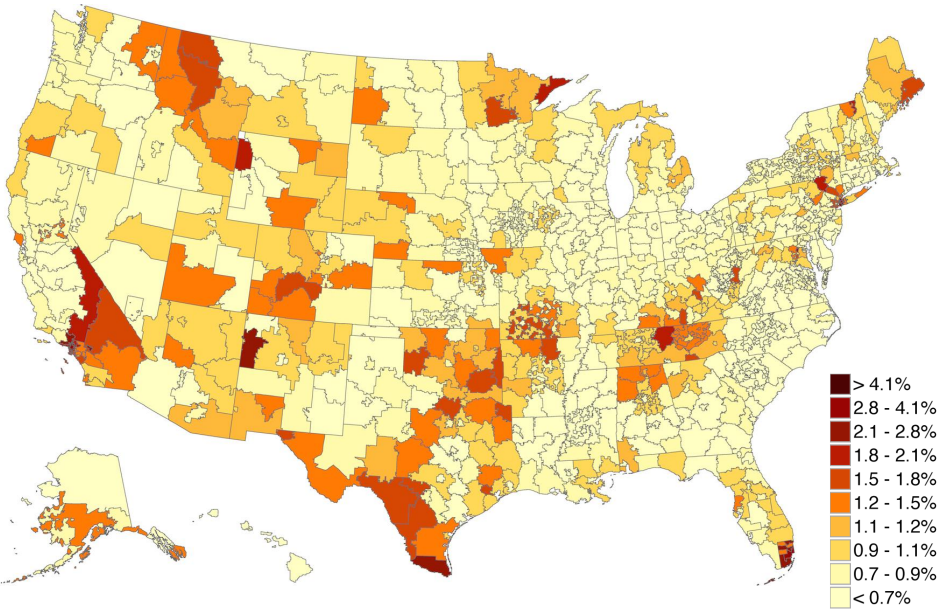 > 4.1%
2.8 - 4.1%
2.1 - 2.8%
1.8 - 2.1%
1.5 - 1.8%
1.2 - 1.5%
1.1 - 1.2%
0.9 - 1.1%
0.7 - 0.9%
< 0.7%